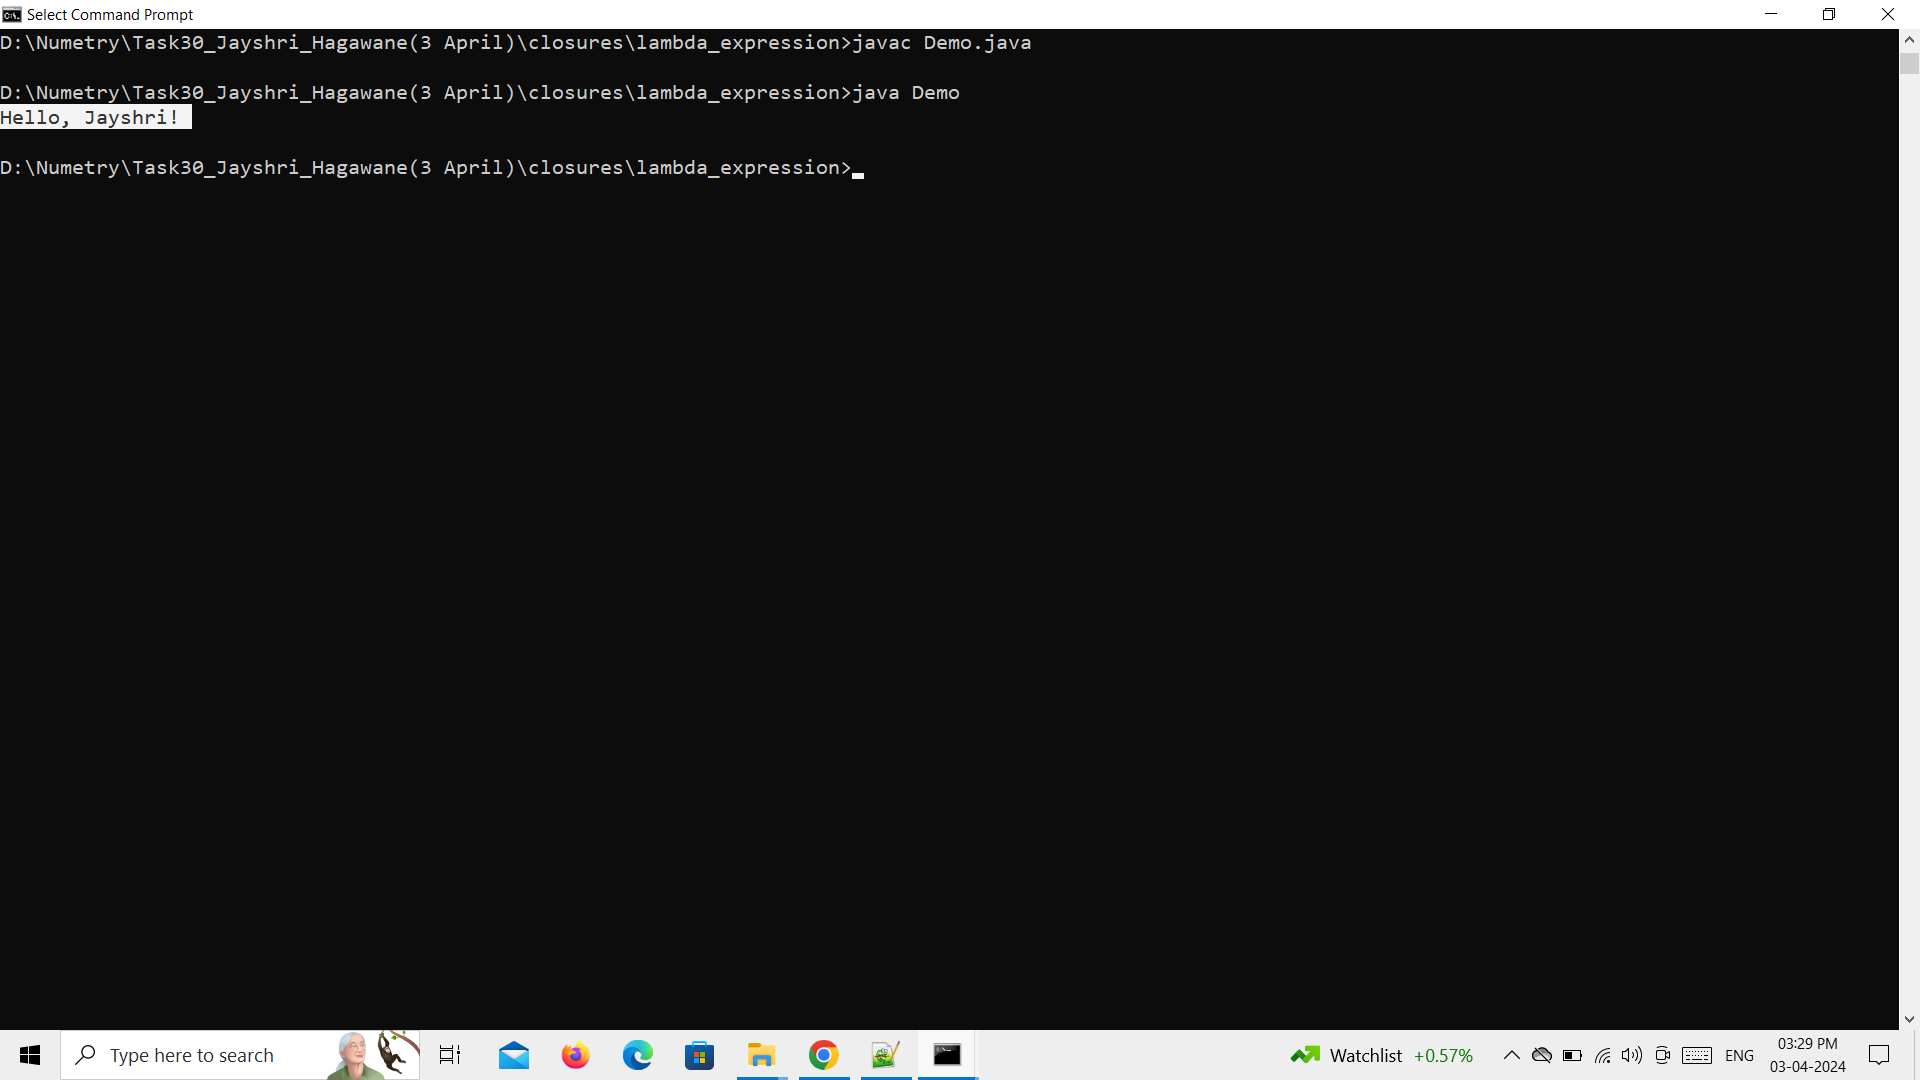 Select Command Prompt
D:\Numetry\Task30_Jayshri_Hagawane(3 April)\closures\lambda_expression>javac Demo.java
D:\Numetry\Task30_Jayshri_Hagawane(3 April)\closures\lambda_expression>java Demo
Hello, Jayshri!
D:\Numetry\Task30_Jayshri_Hagawane(3 April)\closures\lambda_expression>
Type here to search
Watchlist +0.57%
ENG
03:29 PM
03-04-2024